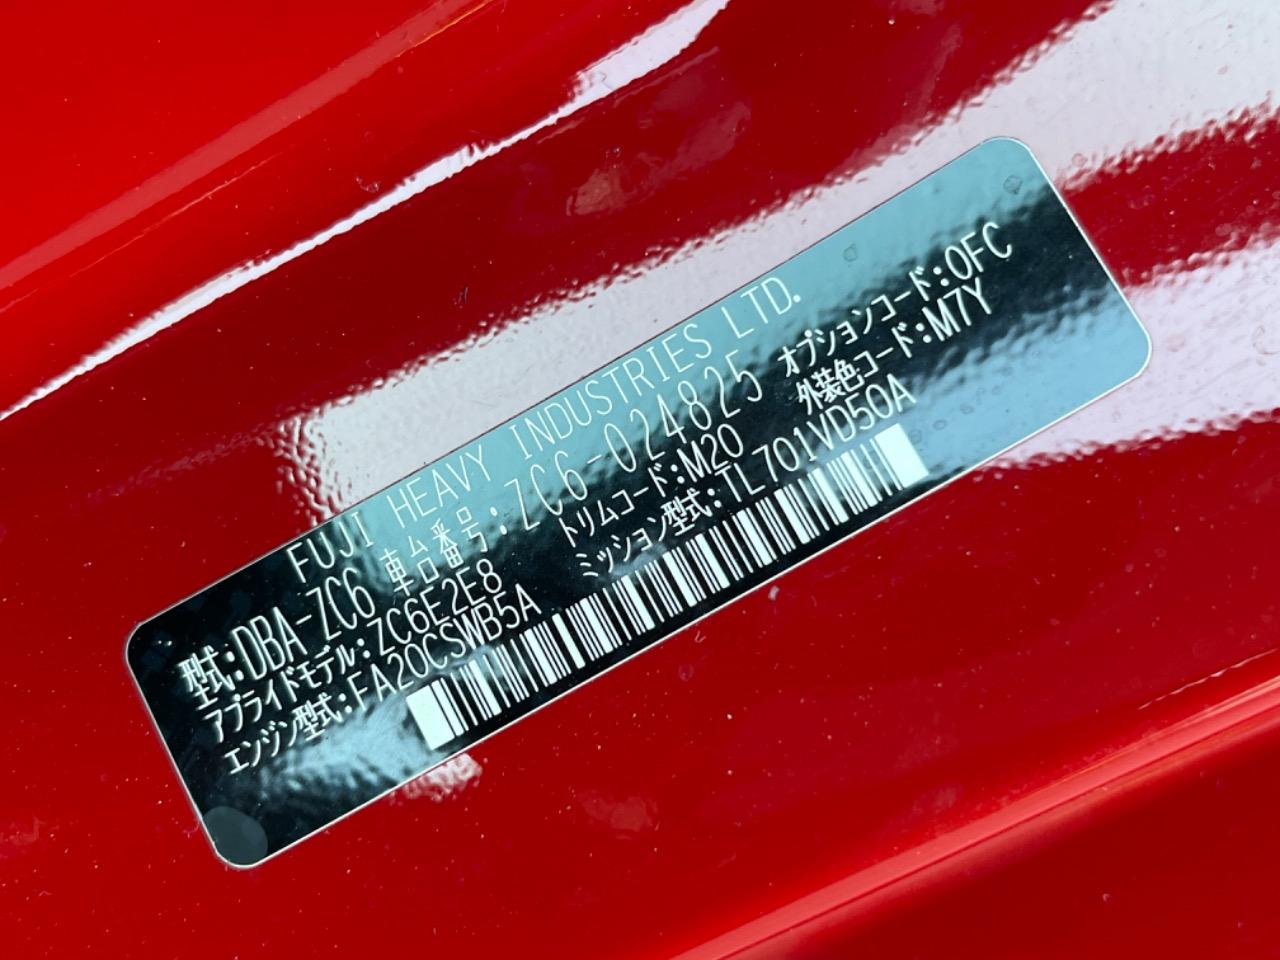 FUJI HEAVY INDUSTRIES LTD.
型式:DBA-ZC6 車台番号:ZC6-024825 オプションコード:0FC
アプライドモデル:ZC6E2E8 トリムコード:M20 外装色コード:M7Y
エンジン型式:FA20CSWB5A ミッション型式:TL701VD50A